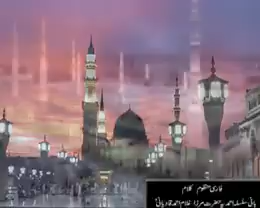 فارسی منظوم کلام
بانی سلسلہ احمدیہ حضرت مرزا غلام احمد قادیانیؑ